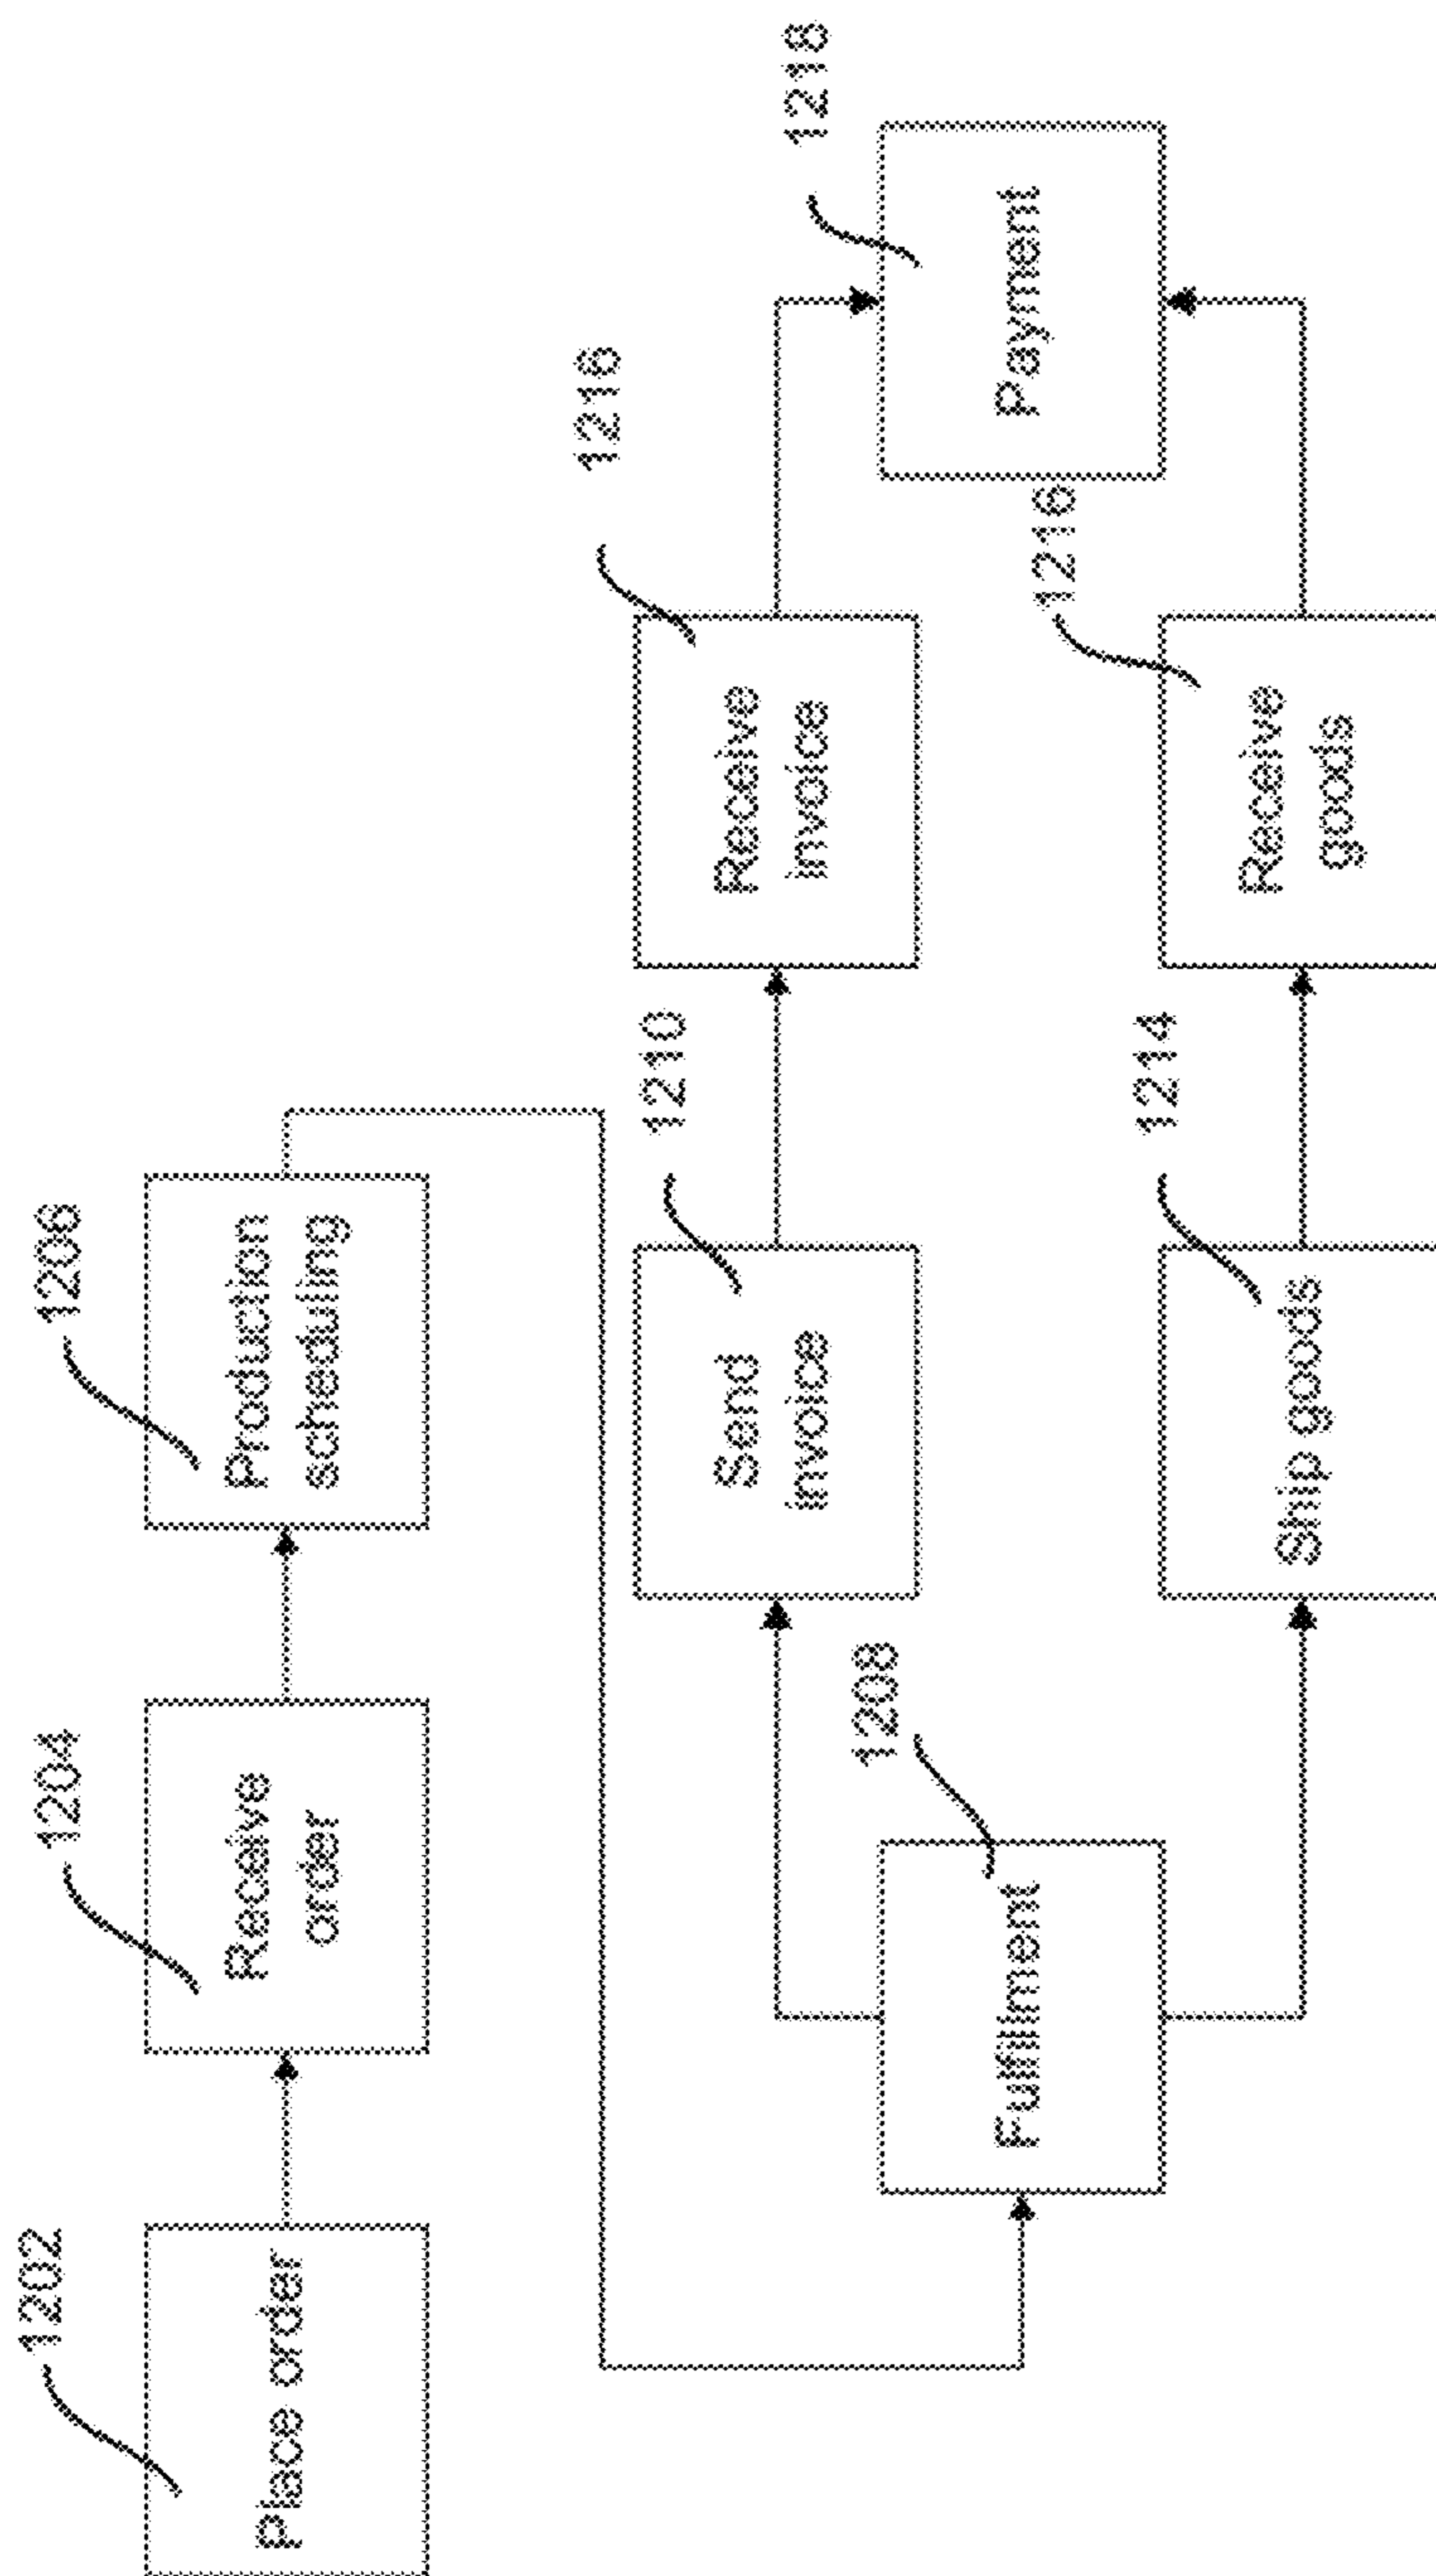 1202
Place order
1204
Receive
order
1206
Production
scheduling
1208
Fulfillment
1210
Send
invoice
1216
Receive
invoice
1218
Payment
1214
Ship goods
1216
Receive
goods